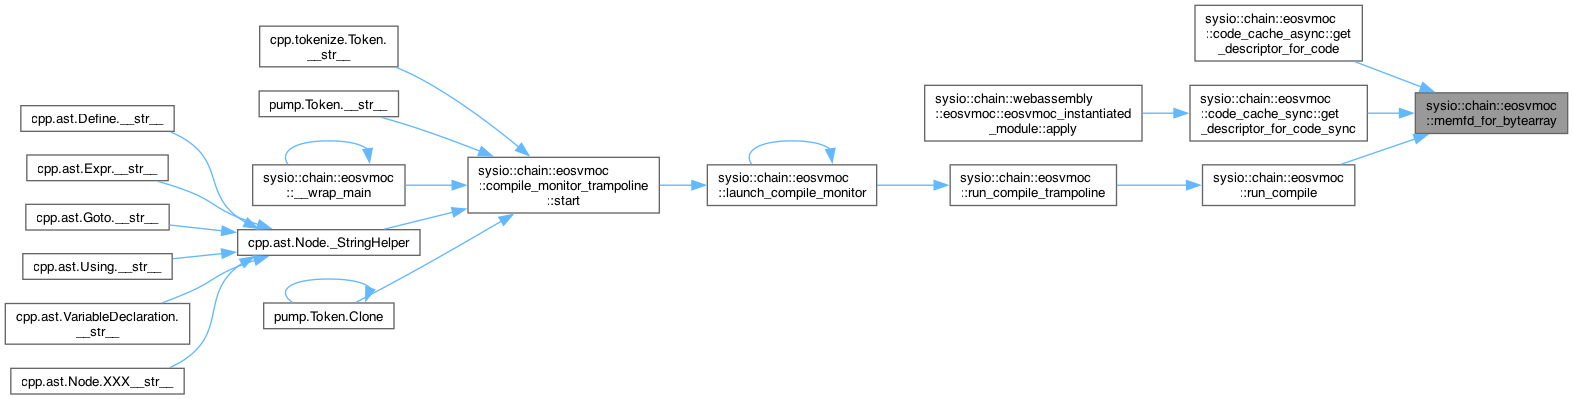 cpp.ast.Define.__str__
cpp.ast.Expr.__str__
cpp.ast.Goto.__str__
cpp.ast.Using.__str__
cpp.ast.VariableDeclaration.
__str__
cpp.ast.Node.XXX__str__
cpp.tokenize.Token.
__str__
pump.Token.__str__
sysio::chain::eosvmoc
::__wrap_main
cpp.ast.Node._StringHelper
pump.Token.Clone
sysio::chain::eosvmoc
::compile_monitor_trampoline
::start
sysio::chain::eosvmoc
::launch_compile_monitor
sysio::chain::webassembly
::eosvmoc::eosvmoc_instantiated
_module::apply
sysio::chain::eosvmoc
::run_compile_trampoline
sysio::chain::eosvmoc
::code_cache_async::get
_descriptor_for_code
sysio::chain::eosvmoc
::code_cache_sync::get
_descriptor_for_code_sync
sysio::chain::eosvmoc
::run_compile
sysio::chain::eosvmoc
::memfd_for_bytearray